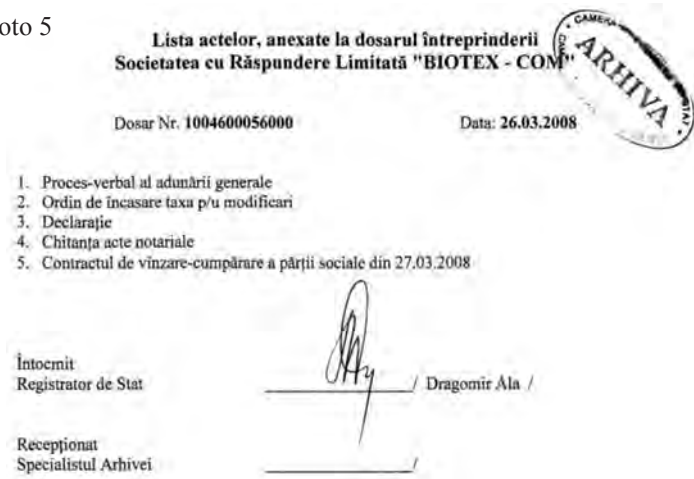 oto 5
Lista actelor, anexate la dosarul întreprinderii
Societatea cu Răspundere Limitată "BIOTEX - COM"
CAMERA
ARHIVA
Dosar Nr. 1004600056000 Data: 26.03.2008
1. Proces-verbal al adunării generale
2. Ordin de încasare taxa p/u modificari
3. Declarație
4. Chitanța acte notariale
5. Contractul de vinzare-cumpărare a părții sociale din 27.03.2008
Întocmit
Registrator de Stat / Dragomir Ala /
Recepționat
Specialistul Arhivei /